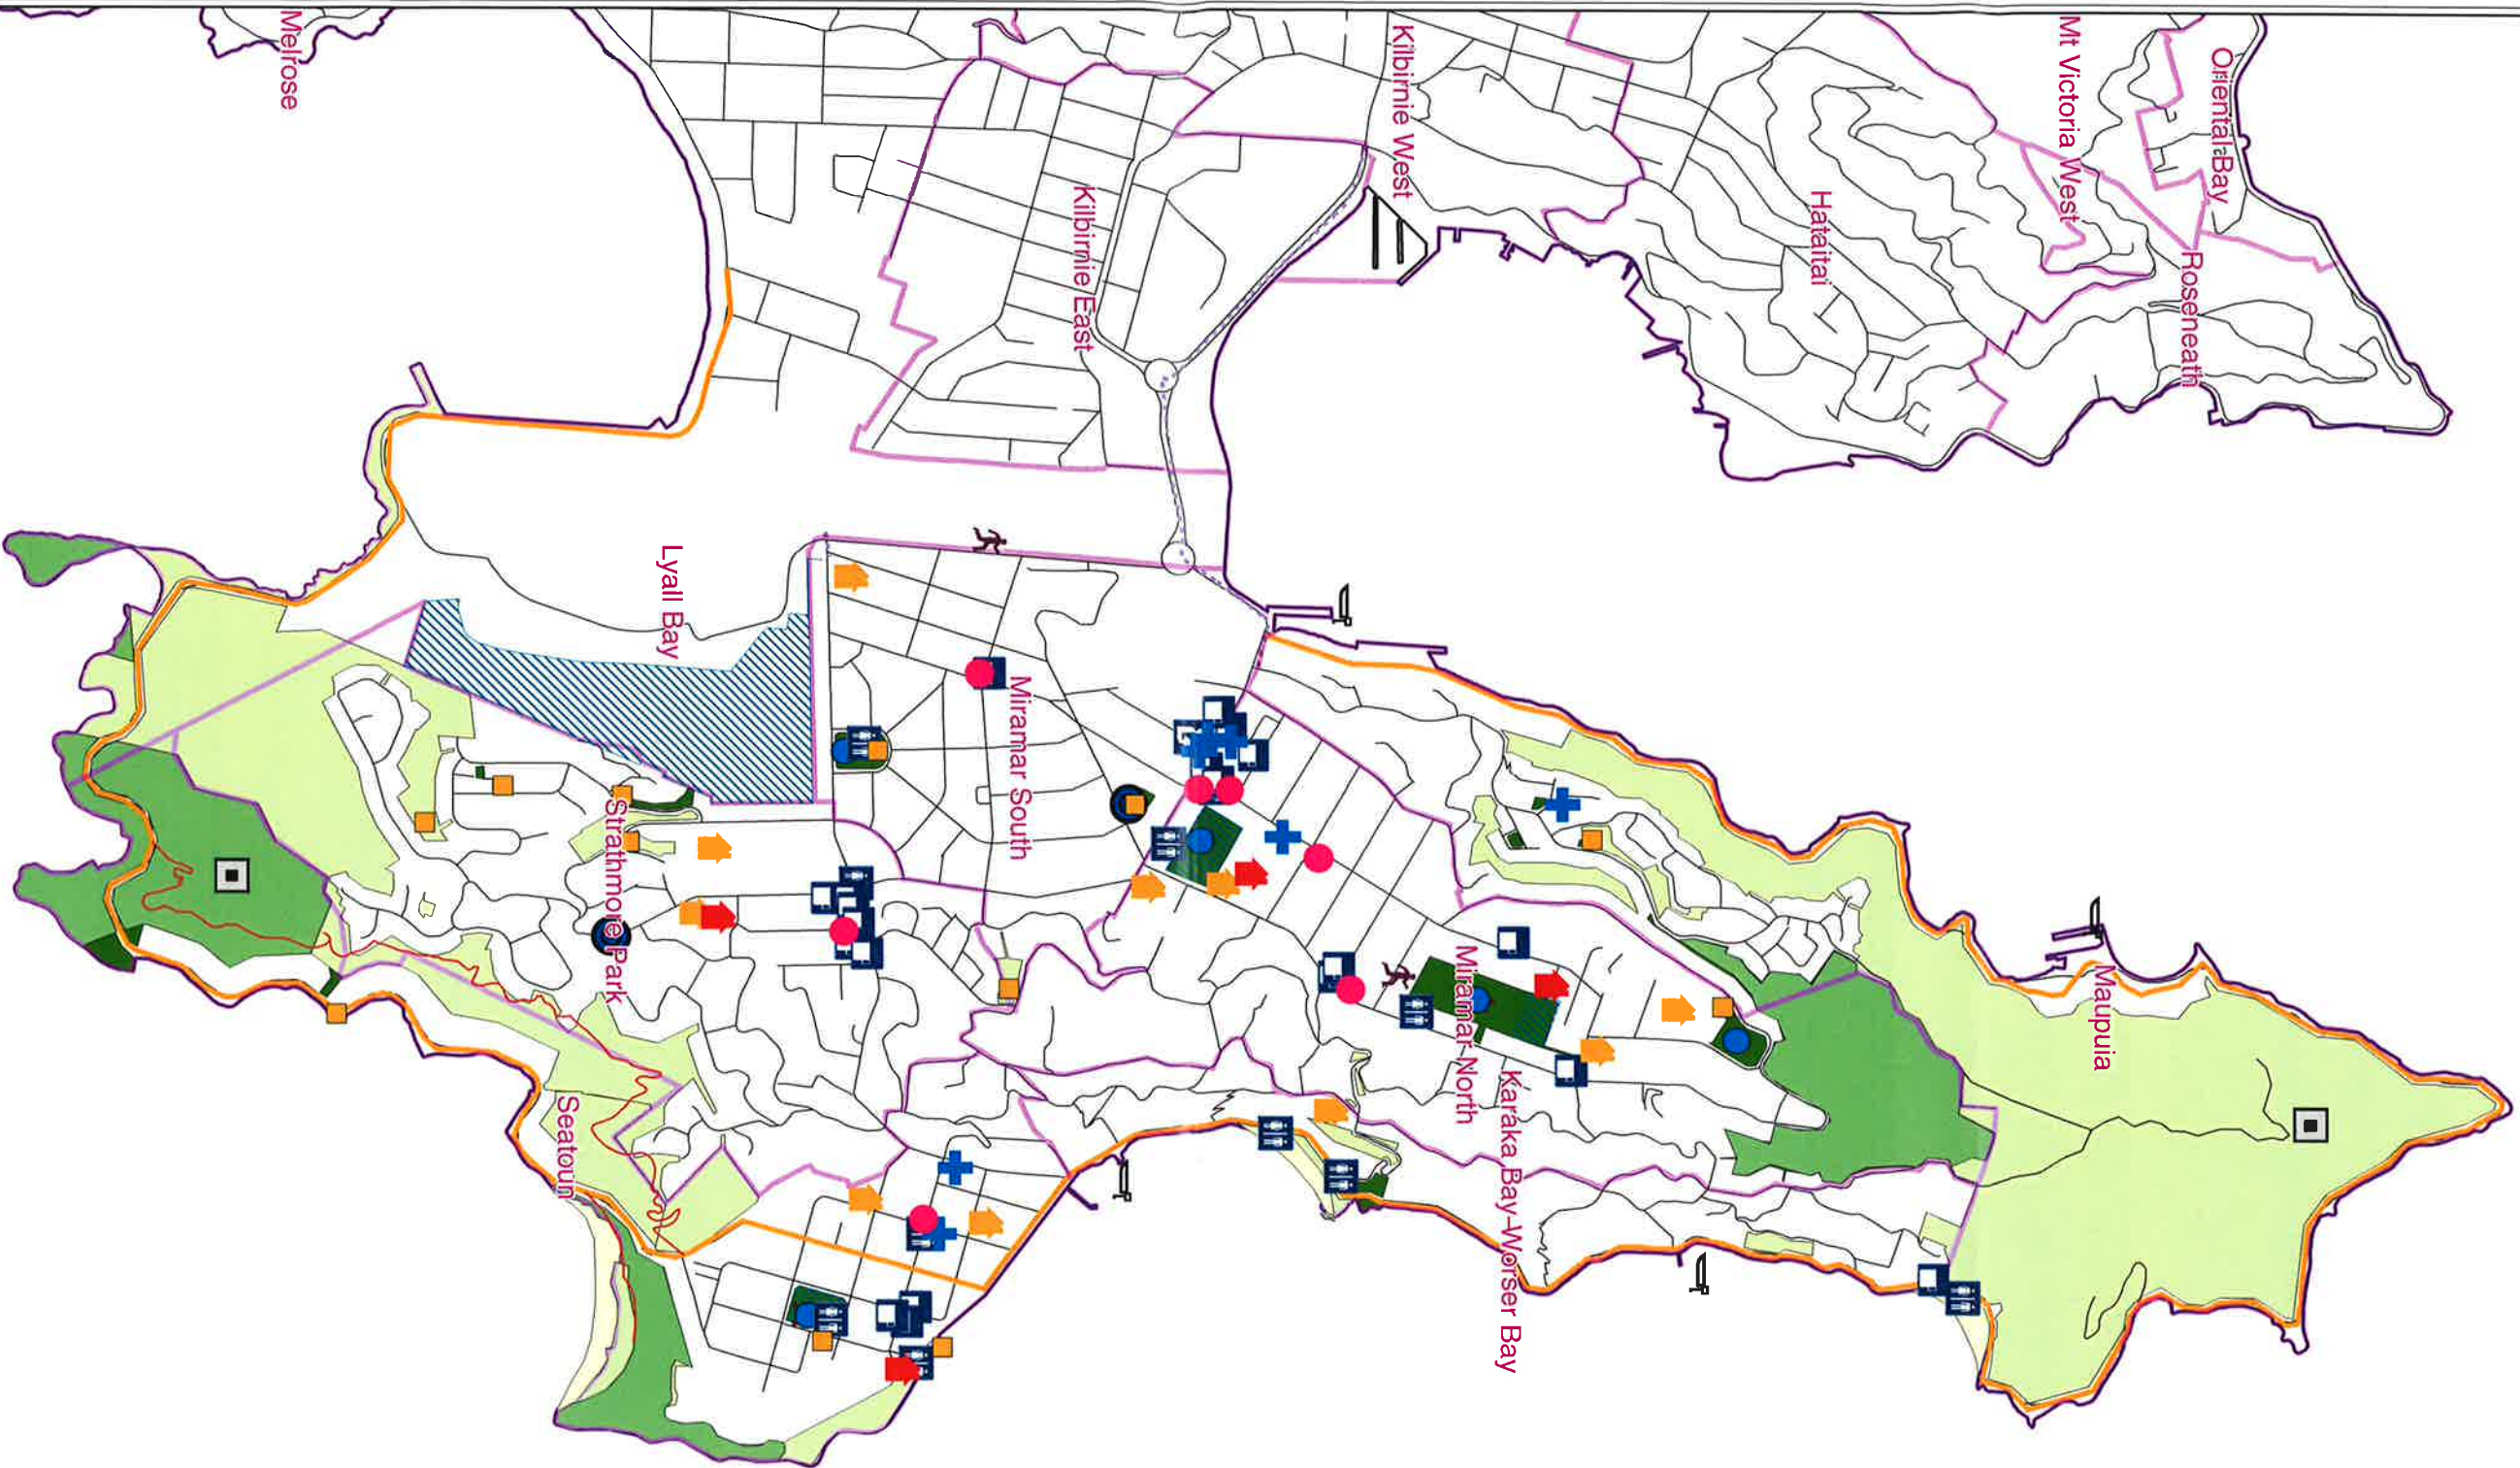 Oriental Bay
Mt Victoria West
Roseneath
Hataitai
Kilbirnie West
Kilbirnie East
Melrose
Lyall Bay
Maupuia
Miramar North
Karaka Bay-Worser Bay
Miramar South
Strathmore Park
Seatoun